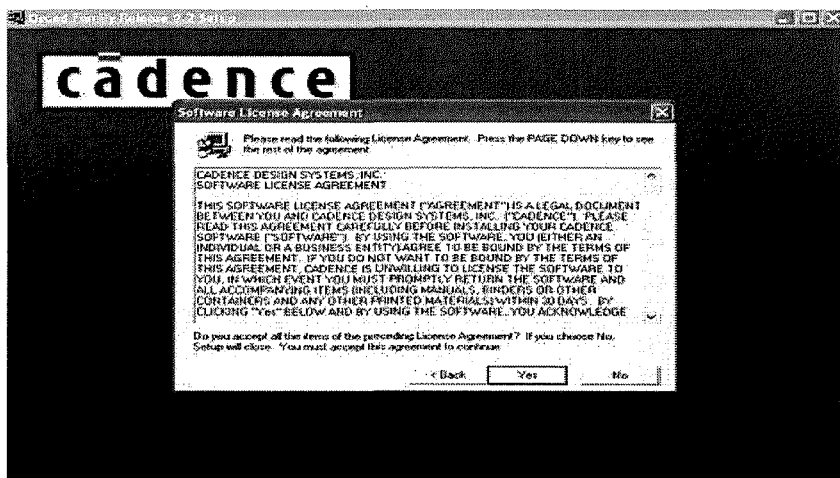 Orcad Family Release 9.2 Setup
cādence
Software License Agreement
Please read the following License Agreement. Press the PAGE DOWN key to see
the rest of the agreement.
CADENCE DESIGN SYSTEMS, INC.
SOFTWARE LICENSE AGREEMENT
THIS SOFTWARE LICENSE AGREEMENT ("AGREEMENT") IS A LEGAL DOCUMENT
BETWEEN YOU AND CADENCE DESIGN SYSTEMS, INC. ("CADENCE"). PLEASE
READ THIS AGREEMENT CAREFULLY BEFORE INSTALLING YOUR CADENCE
SOFTWARE ("SOFTWARE"). BY USING THE SOFTWARE, YOU (EITHER AN
INDIVIDUAL OR A BUSINESS ENTITY) AGREE TO BE BOUND BY THE TERMS OF
THIS AGREEMENT. IF YOU DO NOT WANT TO BE BOUND BY THE TERMS OF
THIS AGREEMENT, CADENCE IS UNWILLING TO LICENSE THE SOFTWARE TO
YOU, IN WHICH EVENT YOU MUST PROMPTLY RETURN THE SOFTWARE AND
ALL ACCOMPANYING ITEMS (INCLUDING MANUALS, BINDERS OR OTHER
CONTAINERS AND ANY OTHER PRINTED MATERIALS) WITHIN 30 DAYS. BY
CLICKING "Yes" BELOW AND BY USING THE SOFTWARE, YOU ACKNOWLEDGE
Do you accept all the items of the preceding License Agreement? If you choose No,
Setup will close. You must accept this agreement to continue.
< Back Yes No